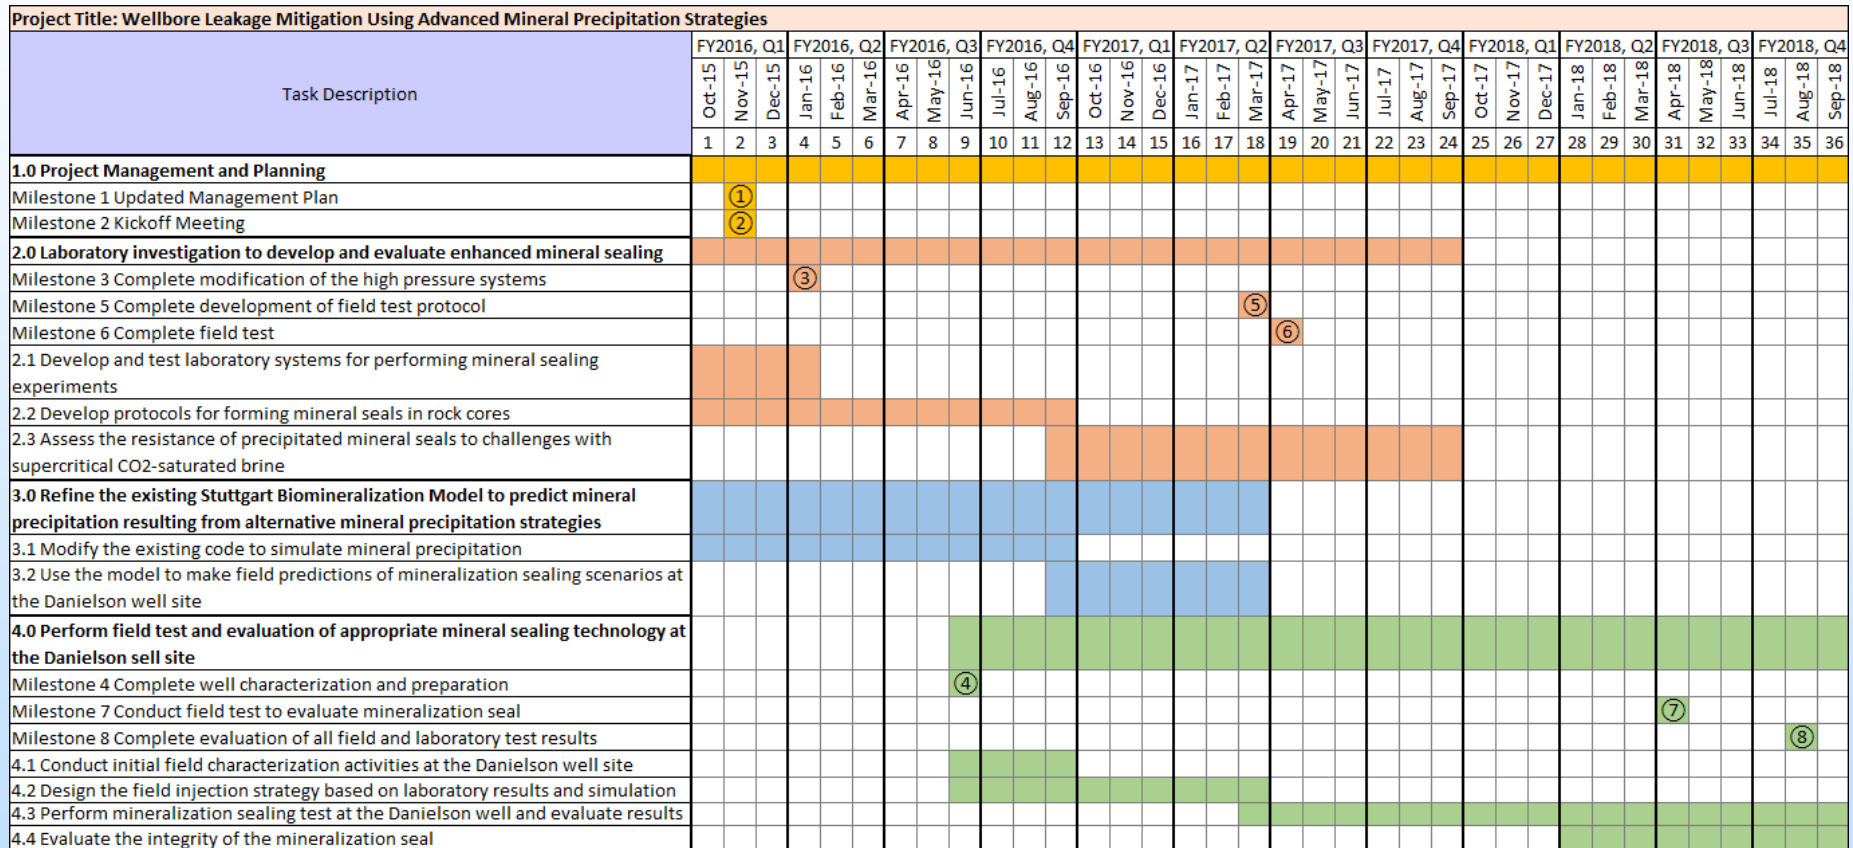 Project Title: Wellbore Leakage Mitigation Using Advanced Mineral Precipitation Strategies
Task Description
FY2016, Q1 FY2016, Q2 FY2016, Q3 FY2016, Q4 FY2017, Q1 FY2017, Q2 FY2017, Q3 FY2017, Q4 FY2018, Q1 FY2018, Q2 FY2018, Q3 FY2018, Q4
Oct-15 Nov-15 Dec-15 Jan-16 Feb-16 Mar-16 Apr-16 May-16 Jun-16 Jul-16 Aug-16 Sep-16 Oct-16 Nov-16 Dec-16 Jan-17 Feb-17 Mar-17 Apr-17 May-17 Jun-17 Jul-17 Aug-17 Sep-17 Oct-17 Nov-17 Dec-17 Jan-18 Feb-18 Mar-18 Apr-18 May-18 Jun-18 Jul-18 Aug-18 Sep-18
1 2 3 4 5 6 7 8 9 10 11 12 13 14 15 16 17 18 19 20 21 22 23 24 25 26 27 28 29 30 31 32 33 34 35 36
1.0 Project Management and Planning
Milestone 1 Updated Management Plan 1
Milestone 2 Kickoff Meeting 2
2.0 Laboratory investigation to develop and evaluate enhanced mineral sealing
Milestone 3 Complete modification of the high pressure systems 3
Milestone 5 Complete development of field test protocol 5
Milestone 6 Complete field test 6
2.1 Develop and test laboratory systems for performing mineral sealing
experiments
2.2 Develop protocols for forming mineral seals in rock cores
2.3 Assess the resistance of precipitated mineral seals to challenges with
supercritical CO2-saturated brine
3.0 Refine the existing Stuttgart Biomineralization Model to predict mineral
precipitation resulting from alternative mineral precipitation strategies
3.1 Modify the existing code to simulate mineral precipitation
3.2 Use the model to make field predictions of mineralization sealing scenarios at
the Danielson well site
4.0 Perform field test and evaluation of appropriate mineral sealing technology at
the Danielson sell site
Milestone 4 Complete well characterization and preparation 4
Milestone 7 Conduct field test to evaluate mineralization seal 7
Milestone 8 Complete evaluation of all field and laboratory test results 8
4.1 Conduct initial field characterization activities at the Danielson well site
4.2 Design the field injection strategy based on laboratory results and simulation
4.3 Perform mineralization sealing test at the Danielson well and evaluate results
4.4 Evaluate the integrity of the mineralization seal